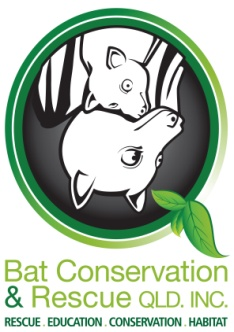 Bat Conservation
& Rescue QLD. INC.
RESCUE . EDUCATION . CONSERVATION . HABITAT